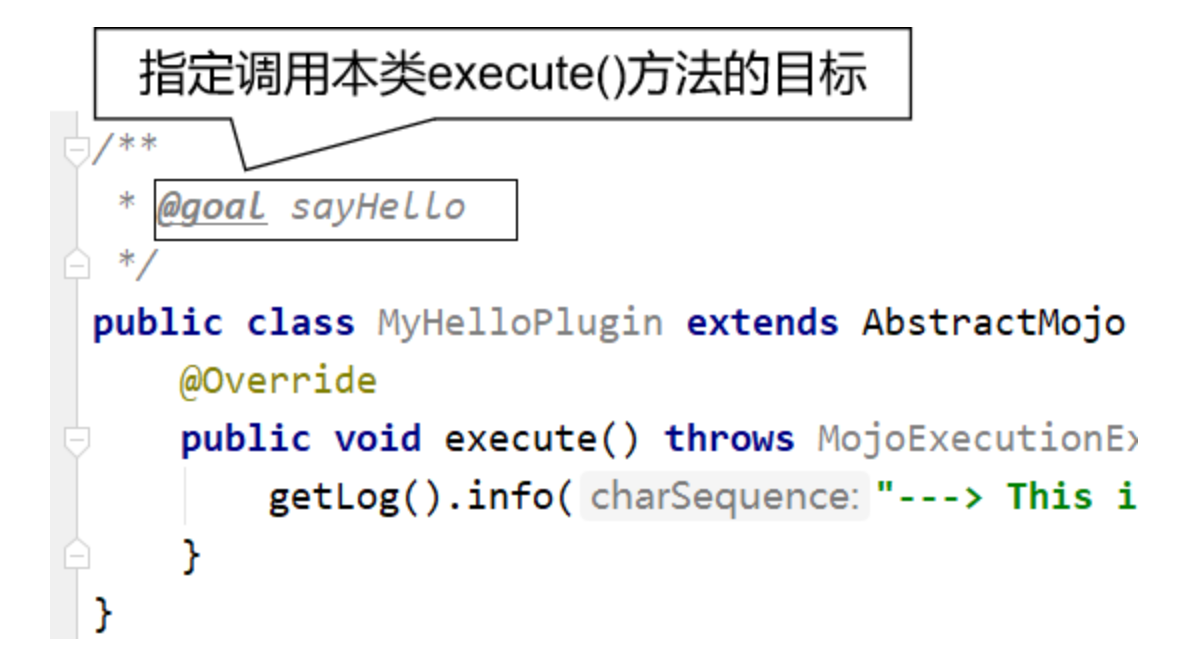 指定调用本类execute()方法的目标
/**
* @goal sayHello
*/
public class MyHelloPlugin extends AbstractMojo
@Override
public void execute() throws MojoExecutionEx
getLog().info( charSequence: "---> This i
}
}